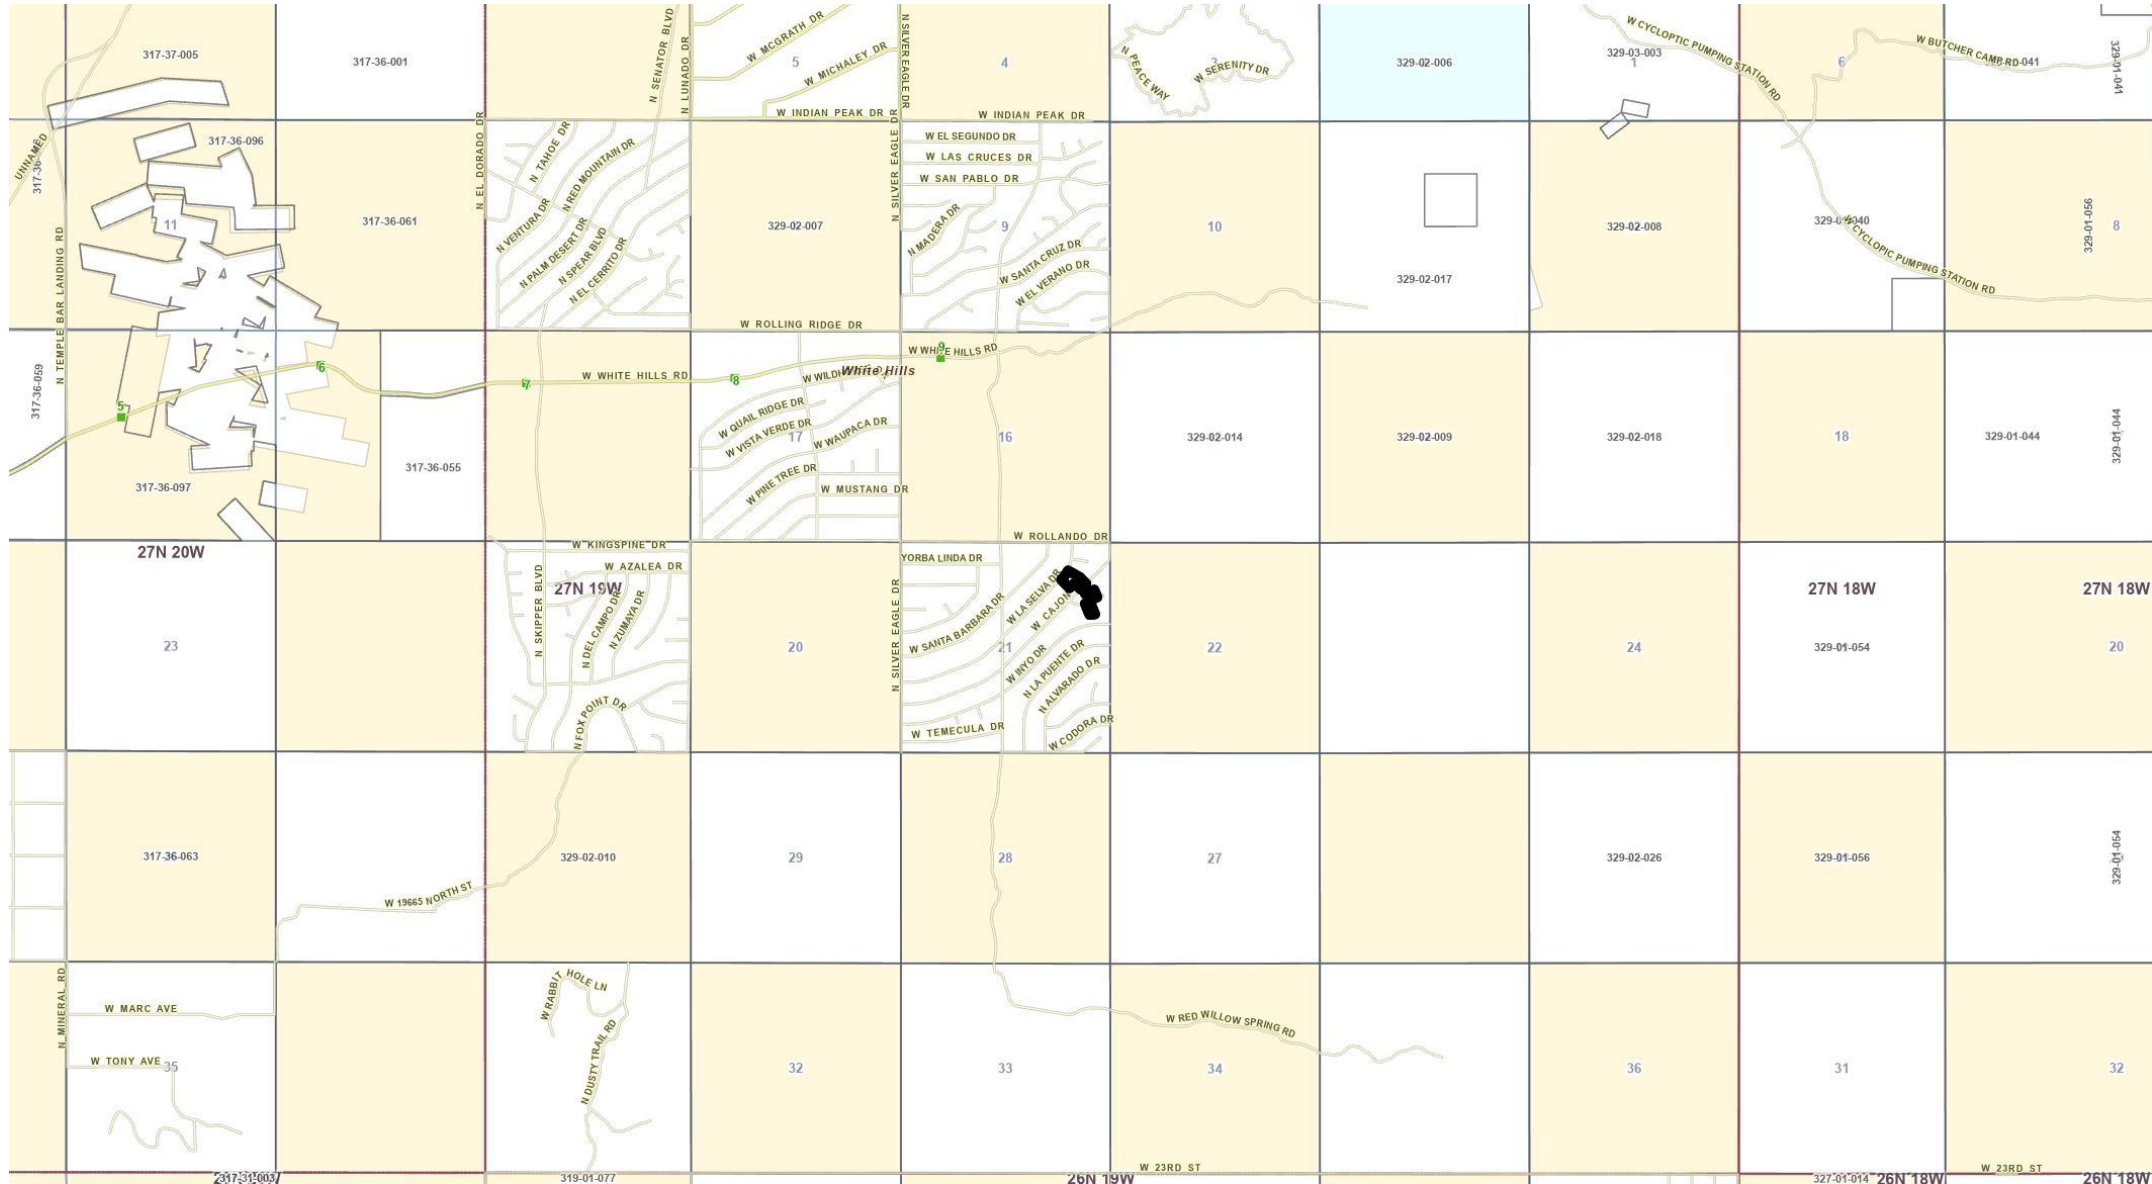 317-37-005
317-36-001
N SENATOR BLVD
N LUNADO DR
W MCGRATH DR
W MICHALEY DR
5
N SILVER EAGLE DR
4
N PEACE WAY
W SERENITY DR
3
329-02-006
W CYCLOPTIC PUMPING STATION RD
329-03-003
1
6
W BUTCHER CAMP RD
329-01-041
W INDIAN PEAK DR
W INDIAN PEAK DR
UNNAMED
317-36-096
11
317-36-061
N EL DORADO DR
N TAHOE DR
N RED MOUNTAIN DR
N VENTURA DR
N PALM DESERT DR
N SPEAR BLVD
N EL CERRITO DR
329-02-007
N SILVER EAGLE DR
W EL SEGUNDO DR
W LAS CRUCES DR
W SAN PABLO DR
N MADERA DR
9
W SANTA CRUZ DR
W EL VERANO DR
10
329-02-017
329-02-008
W CYCLOPIC PUMPING STATION RD
329-01-056
8
N TEMPLE BAR LANDING RD
W ROLLING RIDGE DR
317-36-059
5
6
7
W WHITE HILLS RD
8
9
W WHITE HILLS RD
White Hills
W QUAIL RIDGE DR
W VISTA VERDE DR
17
W WAUPACA DR
W PINE TREE DR
W MUSTANG DR
16
329-02-014
329-02-009
329-02-018
18
329-01-044
329-01-044
317-36-055
317-36-097
W ROLLANDO DR
27N 20W
W KINGSPINE DR
W AZALEA DR
27N 19W
N SKIPPER BLVD
N DEL CAMPO DR
N ZUMAYA DR
N FOX POINT DR
23
20
N SILVER EAGLE DR
YORBA LINDA DR
W SANTA BARBARA DR
W LA SELVA DR
W CAJON
21
W INYO DR
N LA PUENTE DR
N ALVARADO DR
W TEMECULA DR
W CODORA DR
22
24
27N 18W
329-01-054
27N 18W
20
317-36-063
W 19665 NORTH ST
329-02-010
29
28
27
329-02-026
329-01-056
329-01-054
N MINERAL RD
W MARC AVE
W TONY AVE
35
W RABBIT HOLE LN
N DUSTY TRAIL RD
32
33
W RED WILLOW SPRING RD
34
36
31
32
317-31-003
319-01-077
26N 19W
W 23RD ST
327-01-014
26N 18W
W 23RD ST
26N 18W